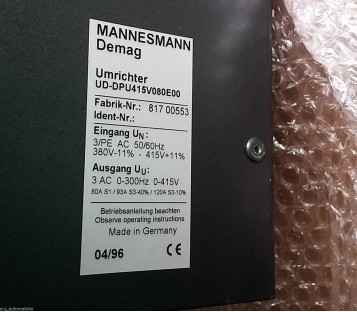 MANNESMANN
Demag
Umrichter
UD-DPU415V080E00
Fabrik-Nr.: 817 00553
Ident-Nr.:
Eingang UN:
3/PE AC 50/60Hz
380V-11% - 415V+11%
Ausgang UU:
3 AC 0-300Hz 0-415V
80A S1 / 93A S3-40% / 120A S3-10%
Betriebsanleitung beachten
Observe operating instructions
Made in Germany
04/96 CE